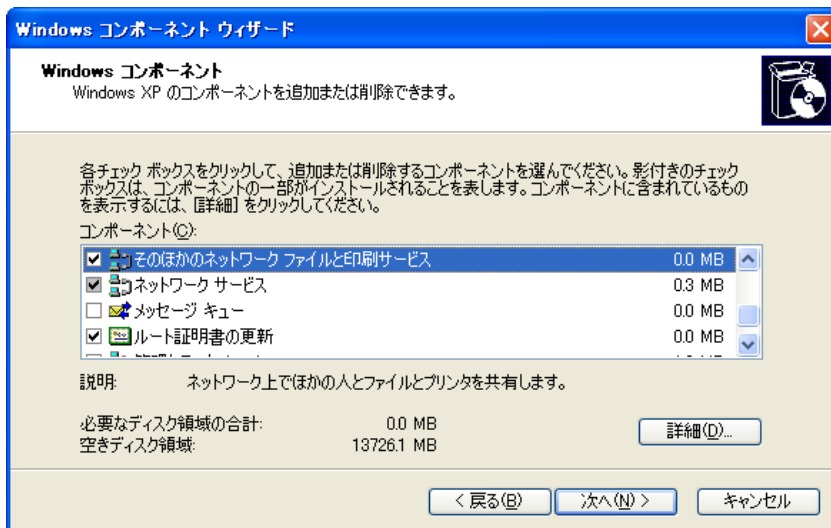 Windows コンポーネント ウィザード
Windows コンポーネント
Windows XP のコンポーネントを追加または削除できます。
各チェック ボックスをクリックして、追加または削除するコンポーネントを選んでください。影付きのチェック
ボックスは、コンポーネントの一部がインストールされることを表します。コンポーネントに含まれているもの
を表示するには、[詳細] をクリックしてください。
コンポーネント(C):
そのほかのネットワーク ファイルと印刷サービス 0.0 MB
ネットワーク サービス 0.3 MB
メッセージ キュー 0.0 MB
ルート証明書の更新 0.0 MB
説明: ネットワーク上でほかの人とファイルとプリンタを共有します。
必要なディスク領域の合計: 0.0 MB
空きディスク領域: 13726.1 MB
詳細(D)...
< 戻る(B) 次へ(N) > キャンセル